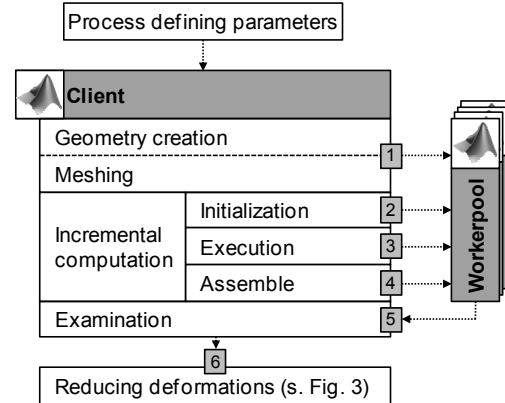 Process defining parameters
Client
Geometry creation
1
Meshing
Incremental
computation
Initialization
2
Execution
3
Assemble
4
Workerpool
Examination
5
6
Reducing deformations (s. Fig. 3)